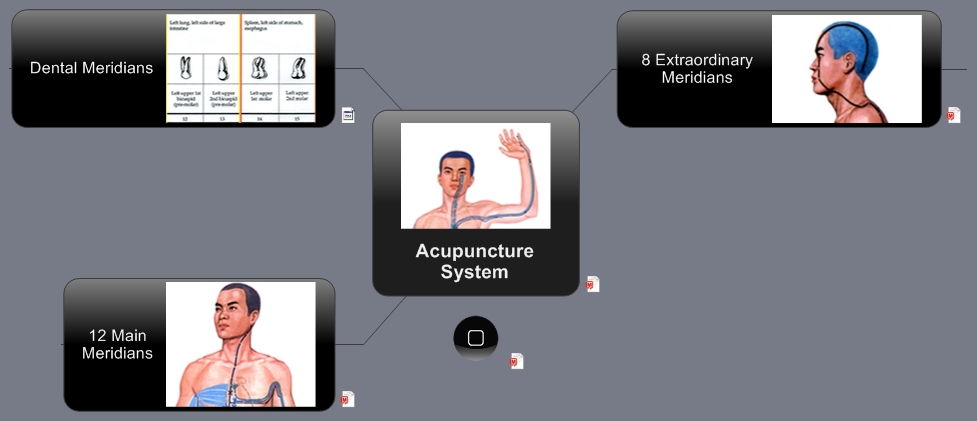 Dental Meridians
Left lung, left side of large
intestine
Spleen, left side of stomach,
esophagus
Left upper 1st
bicuspid
(pre-molar)
Left upper
2nd bicuspid
(pre-molar)
Left upper
1st molar
Left upper
2nd molar
12
13
14
15
8 Extraordinary
Meridians
Acupuncture
System
12 Main
Meridians